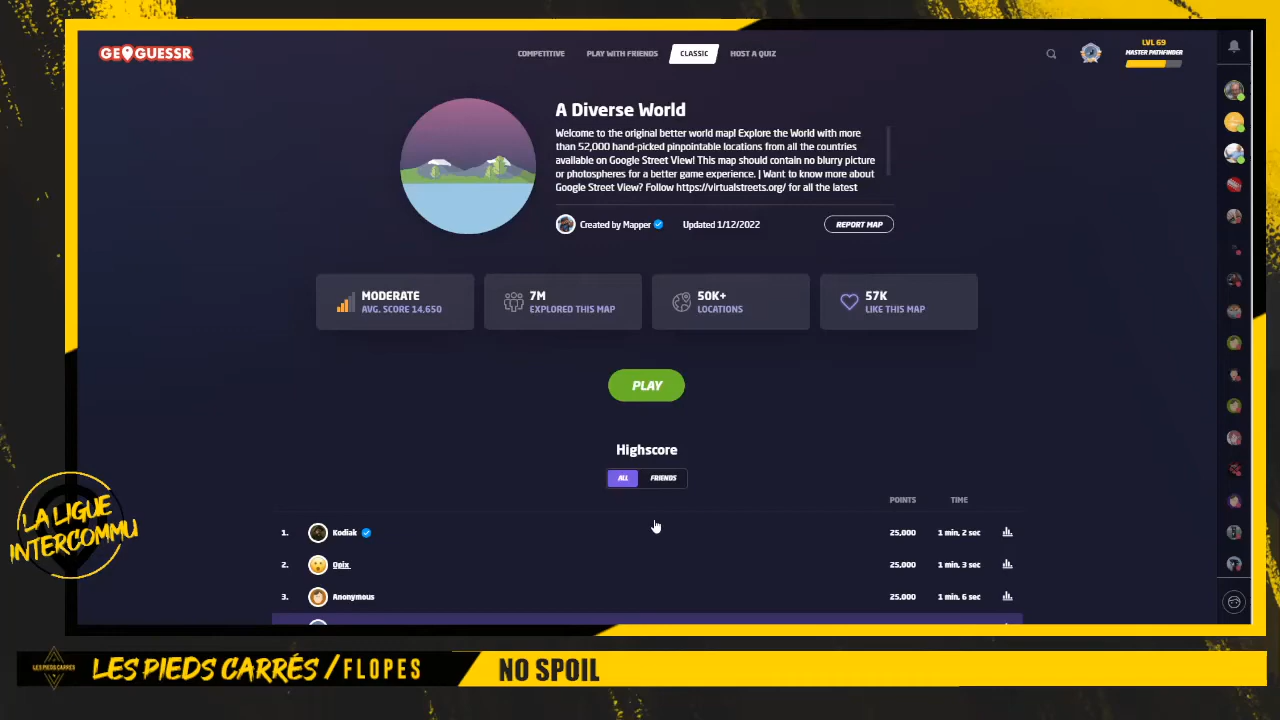 GEOGUESSR
COMPETITIVE
PLAY WITH FRIENDS
CLASSIC
HOST A QUIZ
LVL 69
MASTER PATHFINDER
A Diverse World
Welcome to the original better world map! Explore the World with more
than 52,000 hand-picked pinpointable locations from all the countries
available on Google Street View! This map should contain no blurry picture
or photospheres for a better game experience. | Want to know more about
Google Street View? Follow https://virtualstreets.org/ for all the latest
Created by Mapper
Updated 1/12/2022
REPORT MAP
MODERATE
AVG. SCORE 14,650
7M
EXPLORED THIS MAP
50K+
LOCATIONS
57K
LIKE THIS MAP
PLAY
Highscore
ALL
FRIENDS
POINTS
TIME
1. Kodiak 25,000 1 min, 2 sec
2. Opix 25,000 1 min, 3 sec
3. Anonymous 25,000 1 min, 6 sec
LA LIGUE
INTERCOMMU
LES PIEDS CARRÉS
LES PIEDS CARRÉS / FLOPES
NO SPOIL